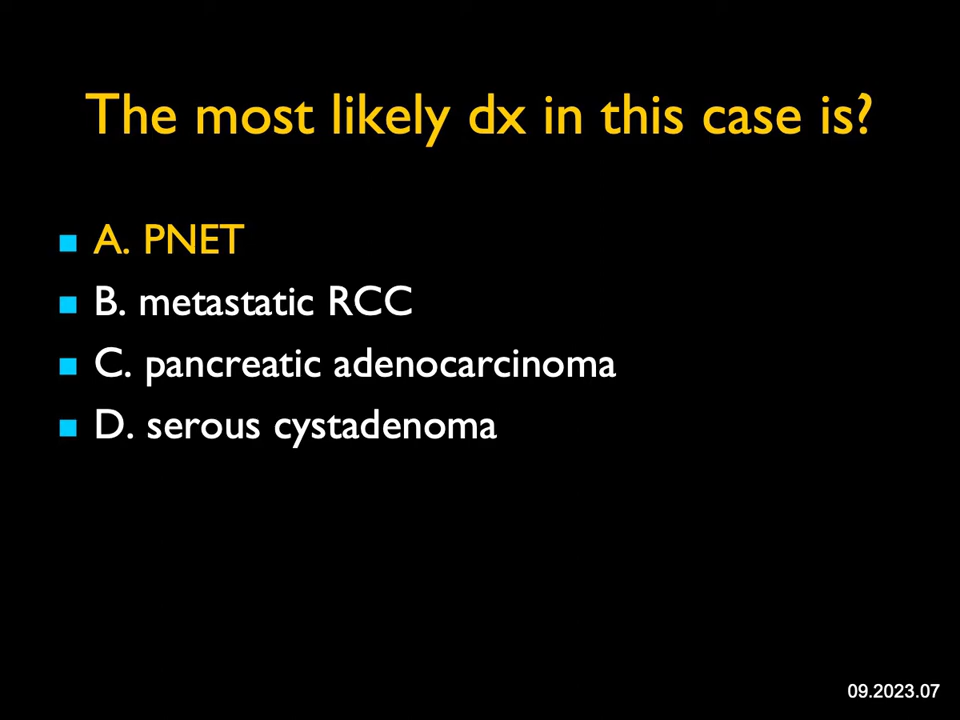 The most likely dx in this case is?
A. PNET
B. metastatic RCC
C. pancreatic adenocarcinoma
D. serous cystadenoma
09.2023.07